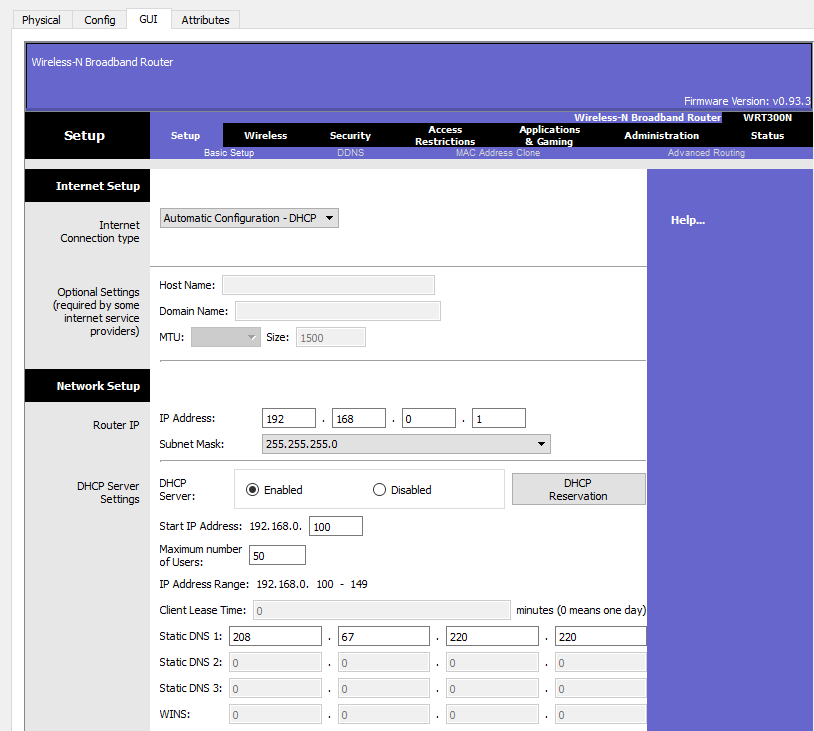 Physical Config GUI Attributes
Wireless-N Broadband Router
Firmware Version: v0.93.3
Wireless-N Broadband Router WRT300N
Setup
Setup Wireless Security Access Restrictions Applications & Gaming Administration Status
Basic Setup DDNS MAC Address Clone Advanced Routing
Internet Setup
Internet
Connection type
Automatic Configuration - DHCP
Help...
Optional Settings
(required by some
internet service
providers)
Host Name:
Domain Name:
MTU: Size: 1500
Network Setup
Router IP
IP Address: 192 . 168 . 0 . 1
Subnet Mask: 255.255.255.0
DHCP Server
Settings
DHCP
Server:
Enabled Disabled
DHCP
Reservation
Start IP Address: 192.168.0. 100
Maximum number
of Users:
50
IP Address Range: 192.168.0. 100 - 149
Client Lease Time: 0 minutes (0 means one day)
Static DNS 1: 208 . 67 . 220 . 220
Static DNS 2: 0 . 0 . 0 . 0
Static DNS 3: 0 . 0 . 0 . 0
WINS: 0 . 0 . 0 . 0